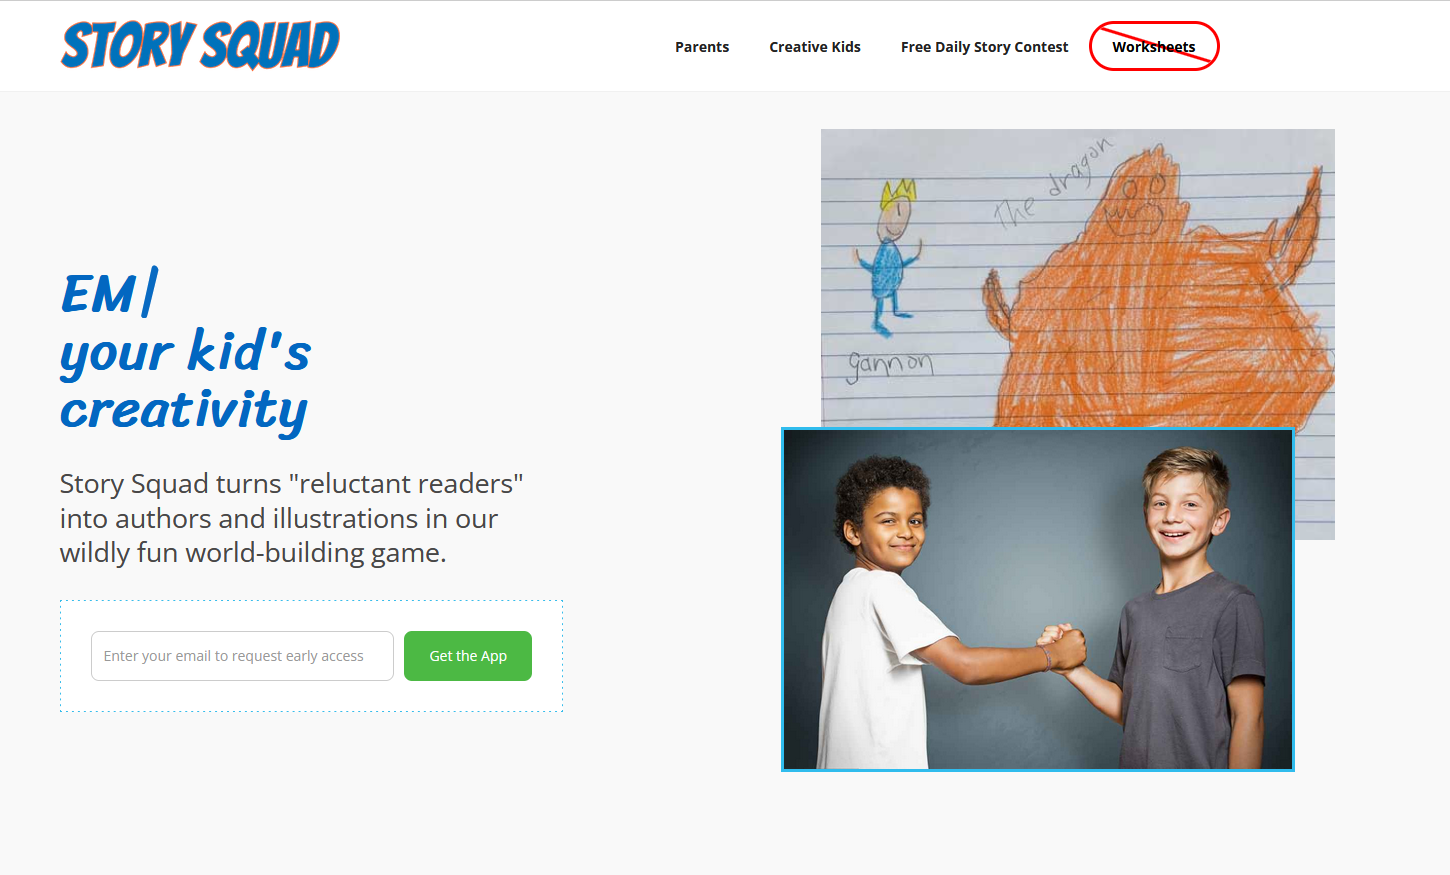 STORY SQUAD
Parents
Creative Kids
Free Daily Story Contest
Worksheets
EM|
your kid's
creativity
Story Squad turns "reluctant readers"
into authors and illustrations in our
wildly fun world-building game.
Enter your email to request early access
Get the App
The dragon
gannon